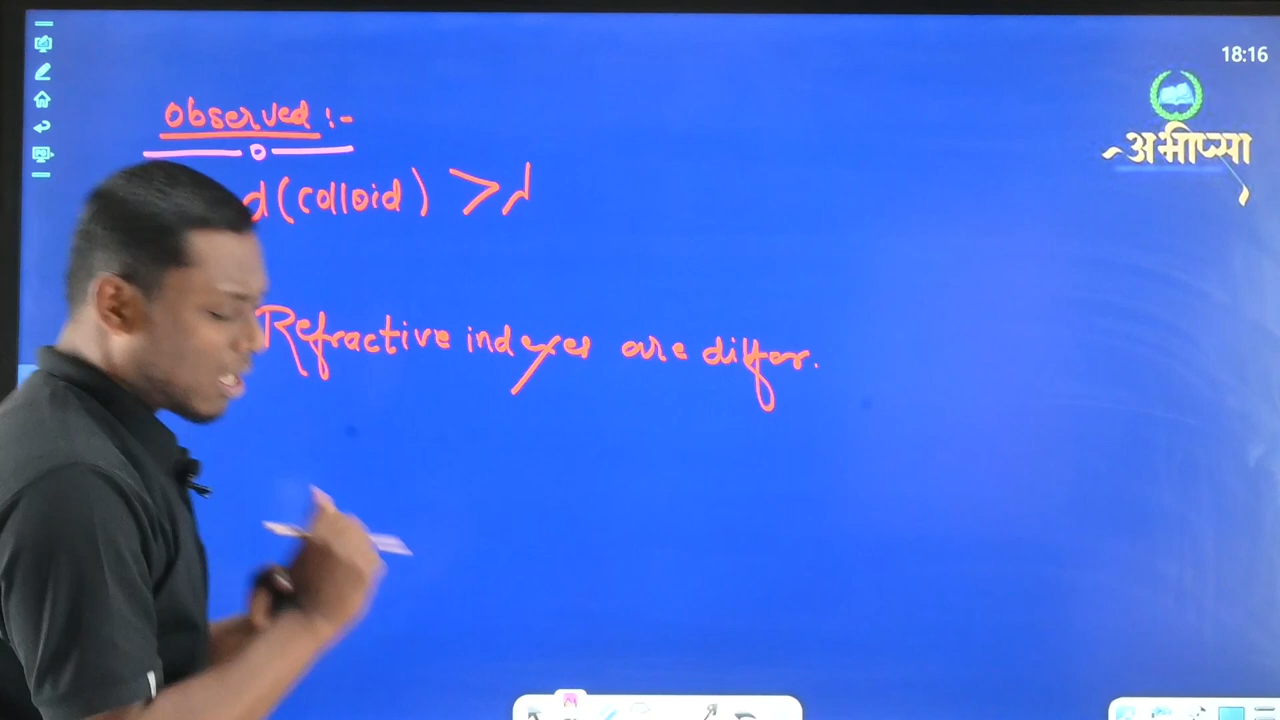 18:16
अभीप्सा
Observed :-
d (colloid) > λ
Refractive indexes are differ.